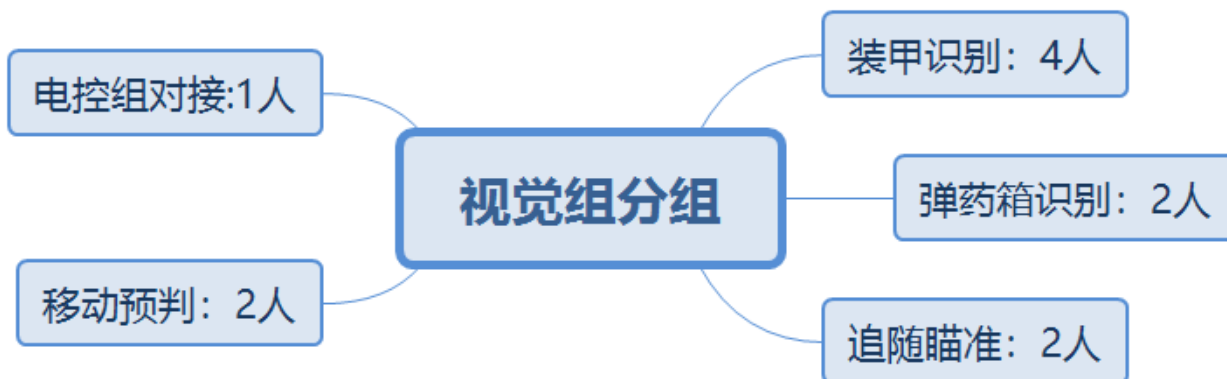 视觉组分组
装甲识别：4人
弹药箱识别：2人
追随瞄准：2人
移动预判：2人
电控组对接:1人